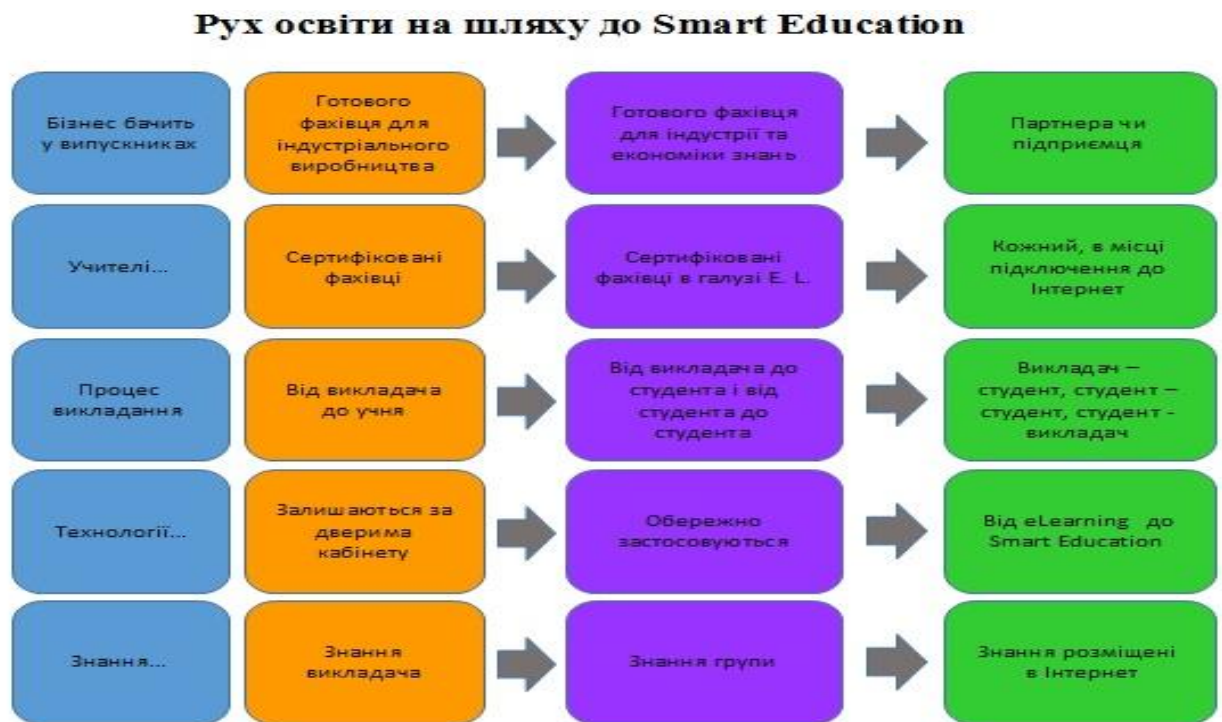 Рух освіти на шляху до Smart Education
Бізнес бачить
у випускниках
Готового
фахівця для
індустріального
виробництва
Готового фахівця
для індустрії та
економіки знань
Партнера чи
підприємця
Учителі...
Сертифіковані
фахівці
Сертифіковані
фахівці в галузі E. L.
Кожний, в місці
підключення до
Інтернет
Процес
викладання
Від викладача
до учня
Від викладача до
студента і від
студента до
студента
Викладач –
студент, студент –
студент, студент -
викладач
Технології...
Залишаються за
дверима
кабінету
Обережно
застосовуються
Від eLearning до
Smart Education
Знання...
Знання
викладача
Знання групи
Знання розміщені
в Інтернет